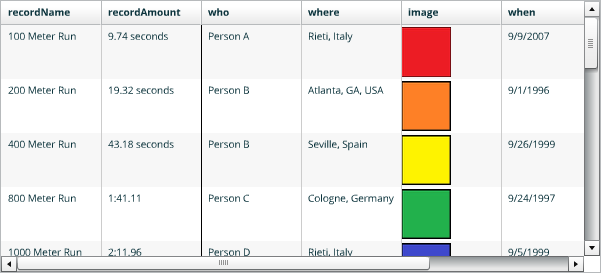 recordName recordAmount who where image when
100 Meter Run 9.74 seconds Person A Rieti, Italy 9/9/2007
200 Meter Run 19.32 seconds Person B Atlanta, GA, USA 9/1/1996
400 Meter Run 43.18 seconds Person B Seville, Spain 9/26/1999
800 Meter Run 1:41.11 Person C Cologne, Germany 9/24/1997
1000 Meter Run 2:11.96 Person D Rieti, Italy 9/5/1999